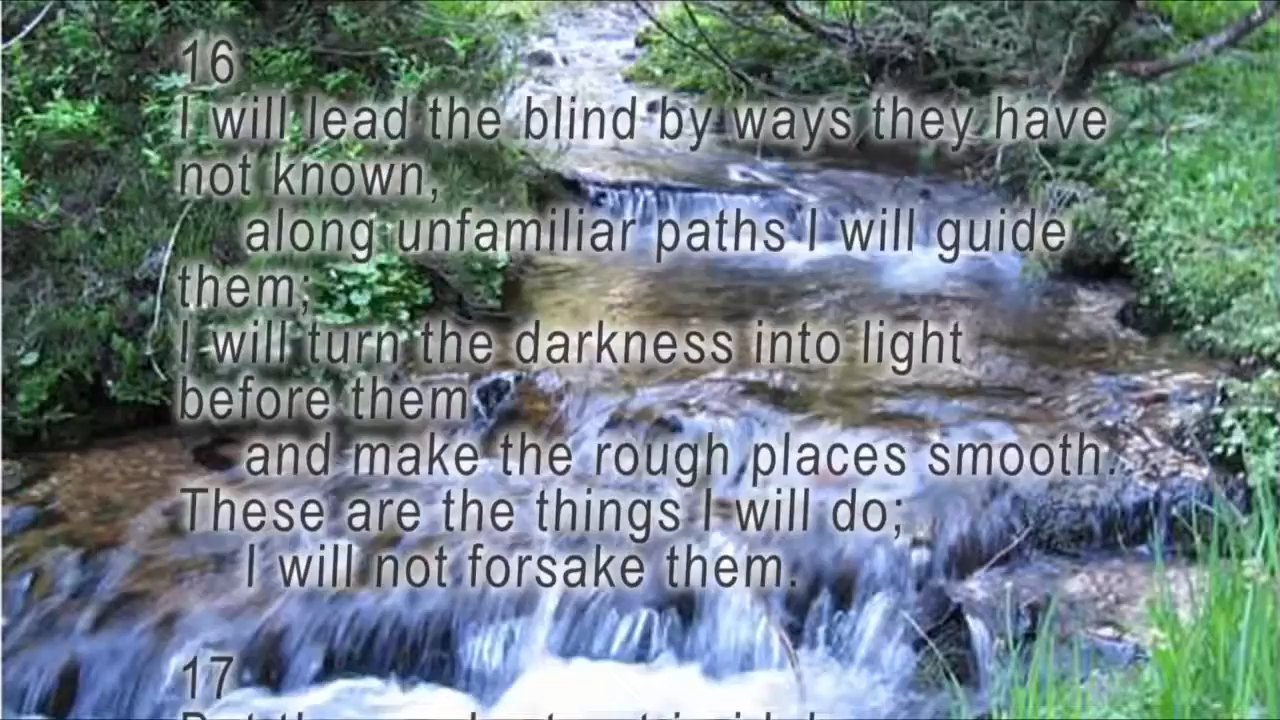 16
I will lead the blind by ways they have
not known,
along unfamiliar paths I will guide
them;
I will turn the darkness into light
before them
and make the rough places smooth.
These are the things I will do;
I will not forsake them.
17